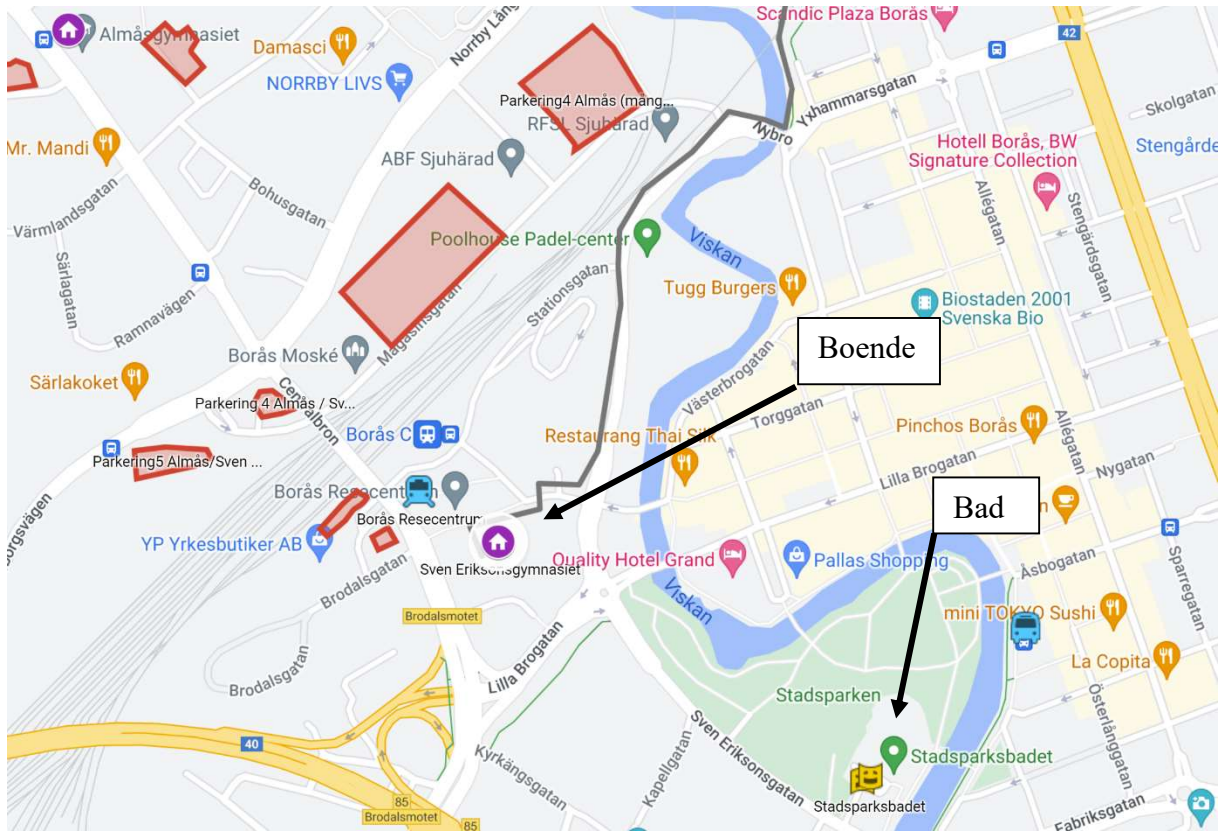 Scandic Plaza Borås
Almåsgymnasiet
Damasci
Norrby Lång
42
NORRBY LIVS
Parkering4 Almås (mång...
RFSL Sjuhärad
Nybro
Yxhammarsgatan
Skolgatan
Mr. Mandi
ABF Sjuhärad
Hotell Borås, BW
Signature Collection
Stengärde
Bohusgatan
Värmlandsgatan
Allégatan
Stengärdsgatan
Särlagatan
Poolhouse Padel-center
Viskan
Stationsgatan
Tugg Burgers
Ramnavägen
Biostaden 2001
Svenska Bio
Magasinsgatan
Borås Moské
Boende
Särlakoket
Centralbron
Västerbrogatan
Parkering 4 Almås / Sv...
Torggatan
Allégatan
Borås C
Restaurang Thai Silk
Pinchos Borås
Parkering5 Almås/Sven ...
Lilla Brogatan
Nygatan
Borås Resecentrum
Bad
Borås Resecentrum
YP Yrkesbutiker AB
Sven Eriksonsgymnasiet
Quality Hotel Grand
Pallas Shopping
Åsbogatan
Sparregatan
Brodalsgatan
Viskan
Brodalsmotet
mini TOKYO Sushi
La Copita
Brodalsgatan
Lilla Brogatan
Stadsparken
Österlånggatan
40
Sven Eriksonsgatan
Kyrkängsgatan
Kapellgatan
Stadsparksbadet
Stadsparksbadet
85
Brodalsmotet
85
Fabriksgatan